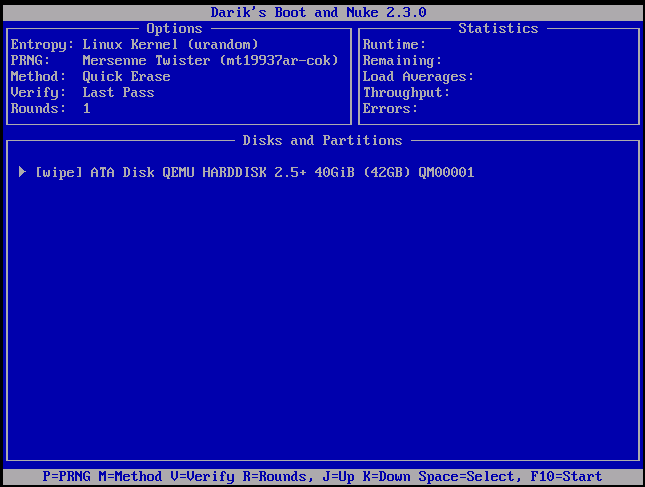 Darik's Boot and Nuke 2.3.0
Options
Entropy: Linux Kernel (urandom)
PRNG: Mersenne Twister (mt19937ar-cok)
Method: Quick Erase
Verify: Last Pass
Rounds: 1
Statistics
Runtime:
Remaining:
Load Averages:
Throughput:
Errors:
Disks and Partitions
[wipe] ATA Disk QEMU HARDDISK 2.5+ 40GiB (42GB) QM00001
P=PRNG M=Method V=Verify R=Rounds, J=Up K=Down Space=Select, F10=Start